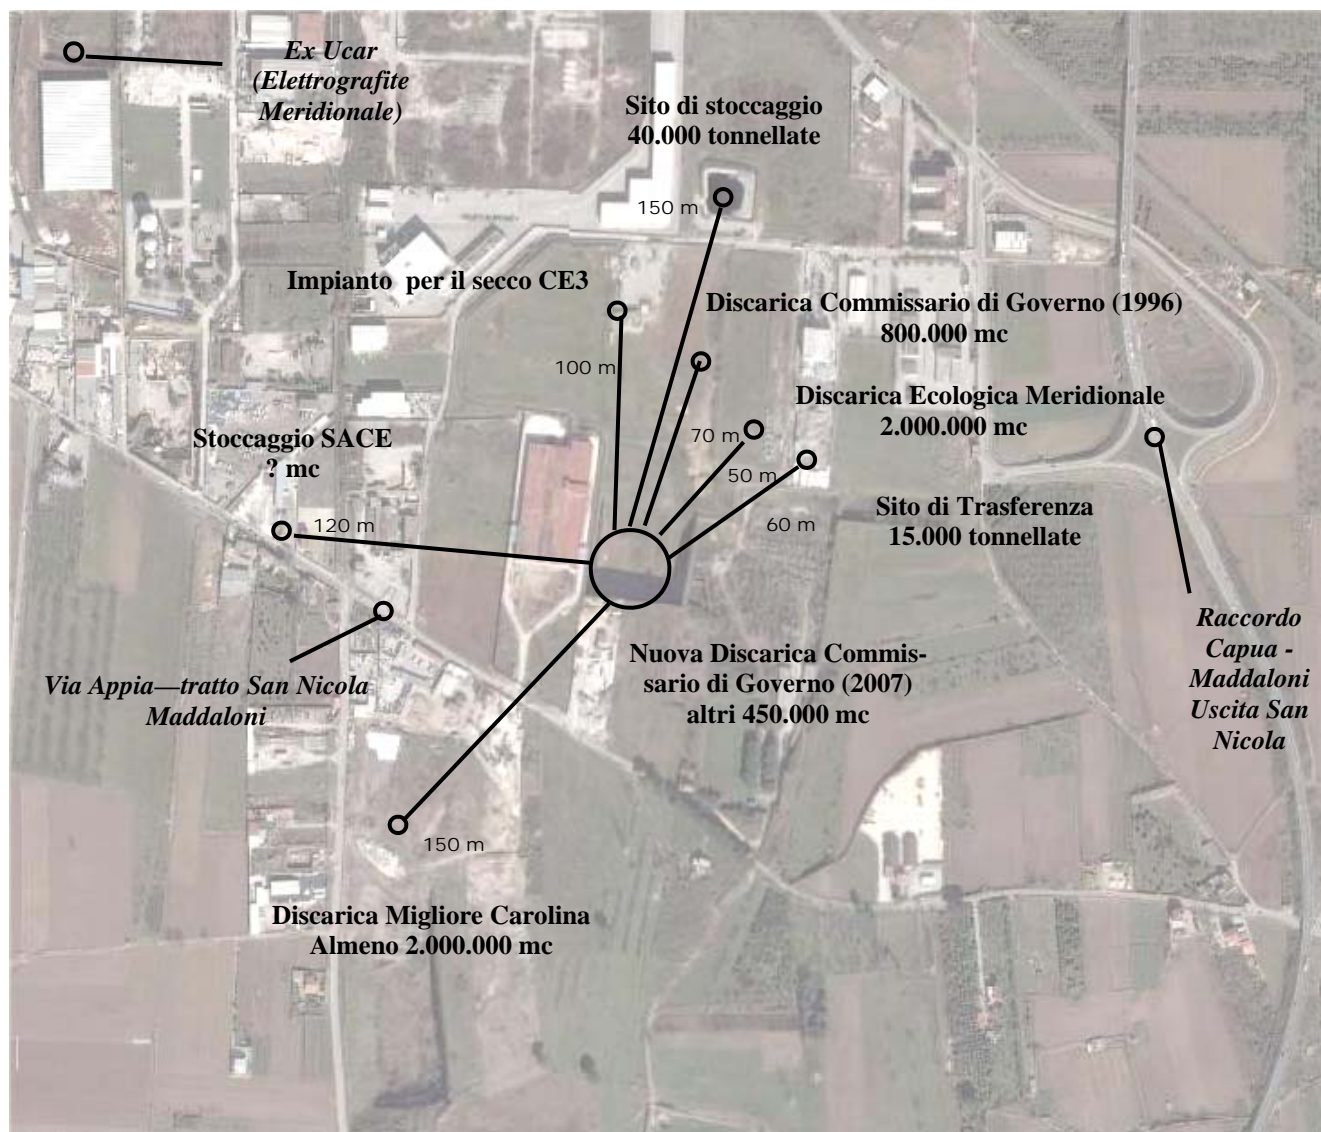 Ex Ucar
(Elettrografite
Meridionale)
Sito di stoccaggio
40.000 tonnellate
150 m
Impianto per il secco CE3
Discarica Commissario di Governo (1996)
800.000 mc
100 m
Discarica Ecologica Meridionale
2.000.000 mc
70 m
Stoccaggio SACE
? mc
50 m
Sito di Trasferenza
15.000 tonnellate
120 m
60 m
Raccordo
Capua -
Maddaloni
Uscita San
Nicola
Nuova Discarica Commis-
sario di Governo (2007)
altri 450.000 mc
Via Appia—tratto San Nicola
Maddaloni
150 m
Discarica Migliore Carolina
Almeno 2.000.000 mc